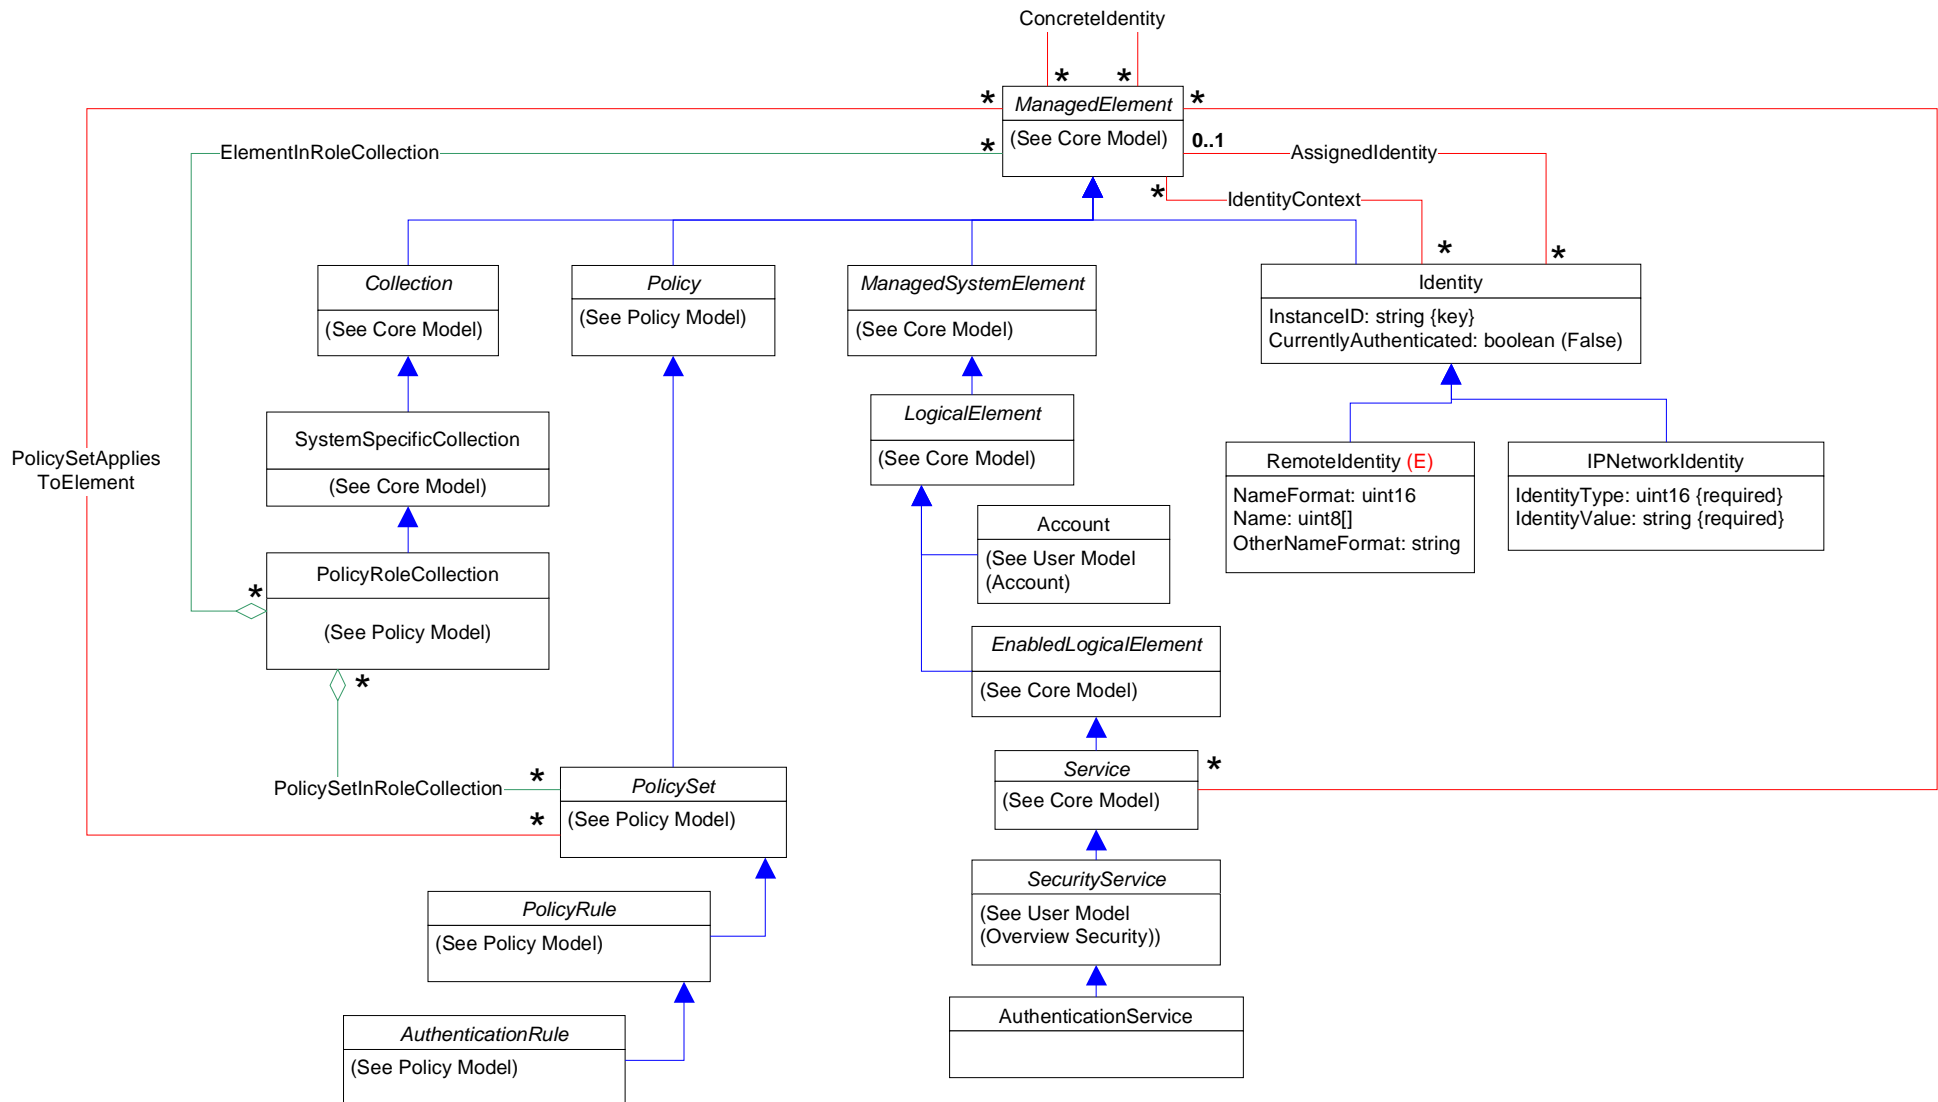 ConcreteIdentity
*
*
*
ManagedElement
*
(See Core Model)
ElementInRoleCollection
*
0..1
AssignedIdentity
*
IdentityContext
*
*
Collection
(See Core Model)
Policy
(See Policy Model)
ManagedSystemElement
(See Core Model)
Identity
InstanceID: string {key}
CurrentlyAuthenticated: boolean (False)
LogicalElement
(See Core Model)
SystemSpecificCollection
(See Core Model)
PolicySetApplies
ToElement
RemoteIdentity (E)
NameFormat: uint16
Name: uint8[]
OtherNameFormat: string
IPNetworkIdentity
IdentityType: uint16 {required}
IdentityValue: string {required}
Account
(See User Model
(Account)
PolicyRoleCollection
*
(See Policy Model)
*
EnabledLogicalElement
(See Core Model)
PolicySetInRoleCollection
*
*
PolicySet
(See Policy Model)
Service
*
(See Core Model)
SecurityService
(See User Model
(Overview Security))
PolicyRule
(See Policy Model)
AuthenticationService
AuthenticationRule
(See Policy Model)